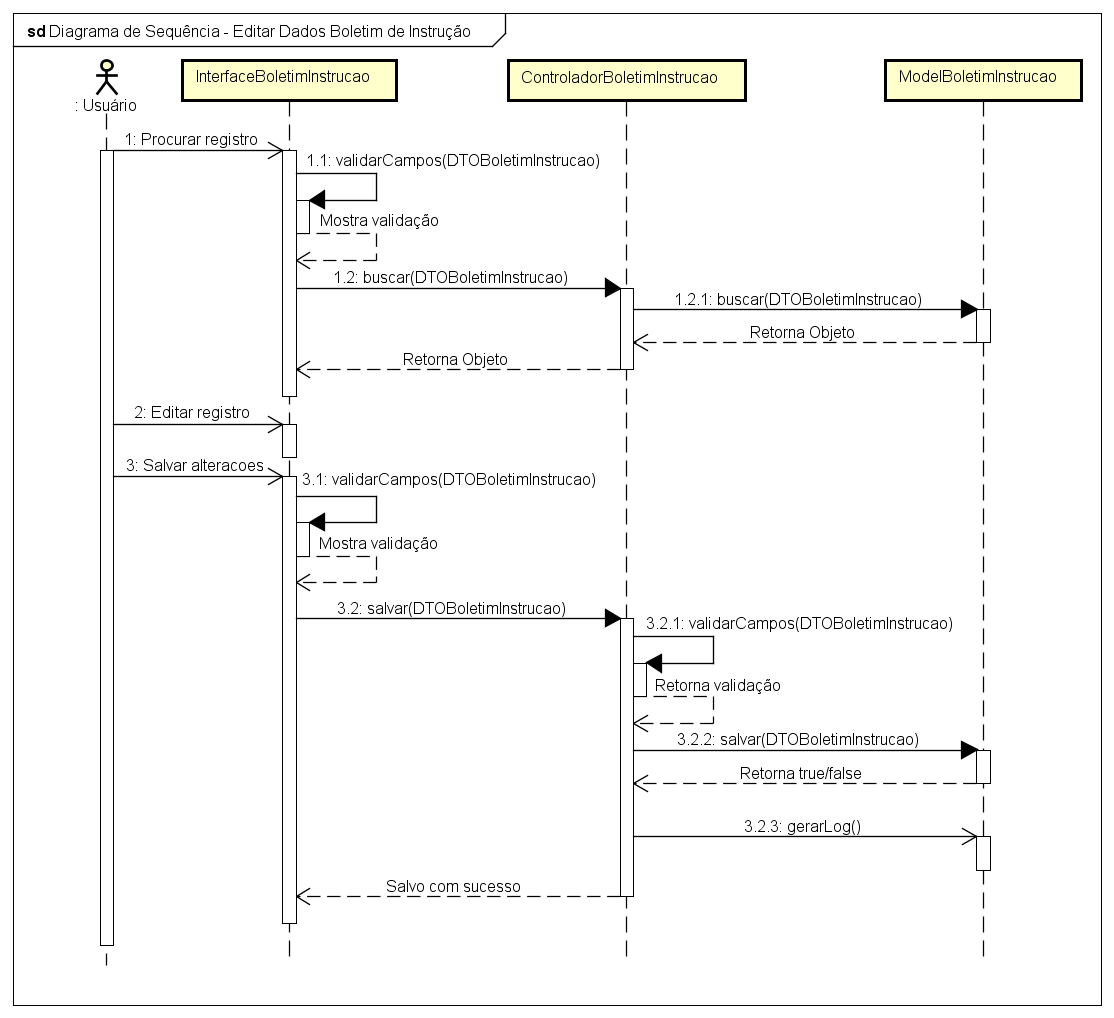 sd Diagrama de Sequência - Editar Dados Boletim de Instrução
: Usuário
InterfaceBoletimInstrucao
ControladorBoletimInstrucao
ModelBoletimInstrucao
1: Procurar registro
1.1: validarCampos(DTOBoletimInstrucao)
Mostra validação
1.2: buscar(DTOBoletimInstrucao)
1.2.1: buscar(DTOBoletimInstrucao)
Retorna Objeto
Retorna Objeto
2: Editar registro
3: Salvar alteracoes
3.1: validarCampos(DTOBoletimInstrucao)
Mostra validação
3.2: salvar(DTOBoletimInstrucao)
3.2.1: validarCampos(DTOBoletimInstrucao)
Retorna validação
3.2.2: salvar(DTOBoletimInstrucao)
Retorna true/false
3.2.3: gerarLog()
Salvo com sucesso